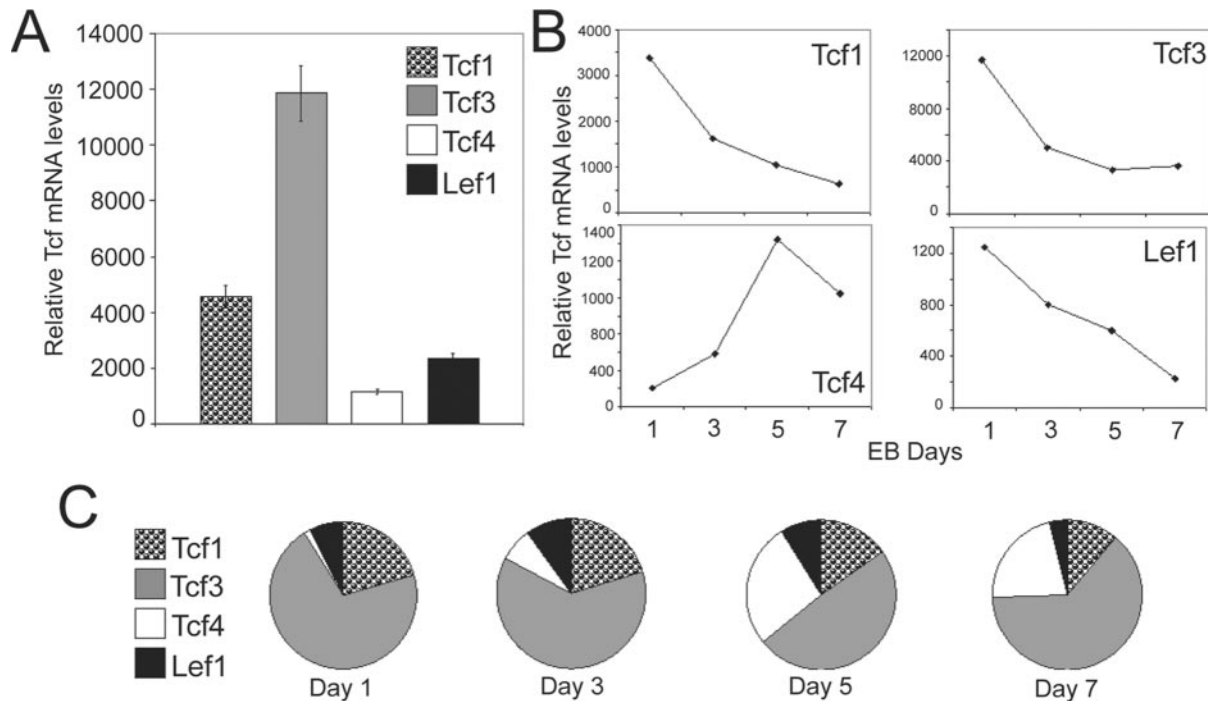 A
Relative Tcf mRNA levels
14000
12000
10000
8000
6000
4000
2000
0
Tcf1
Tcf3
Tcf4
Lef1
B
Relative Tcf mRNA levels
4000
3000
2000
1000
0
Tcf1
12000
8000
4000
0
Tcf3
1400
1000
800
400
0
Tcf4
1200
800
400
0
Lef1
1 3 5 7
1 3 5 7
EB Days
C
Tcf1
Tcf3
Tcf4
Lef1
Day 1
Day 3
Day 5
Day 7